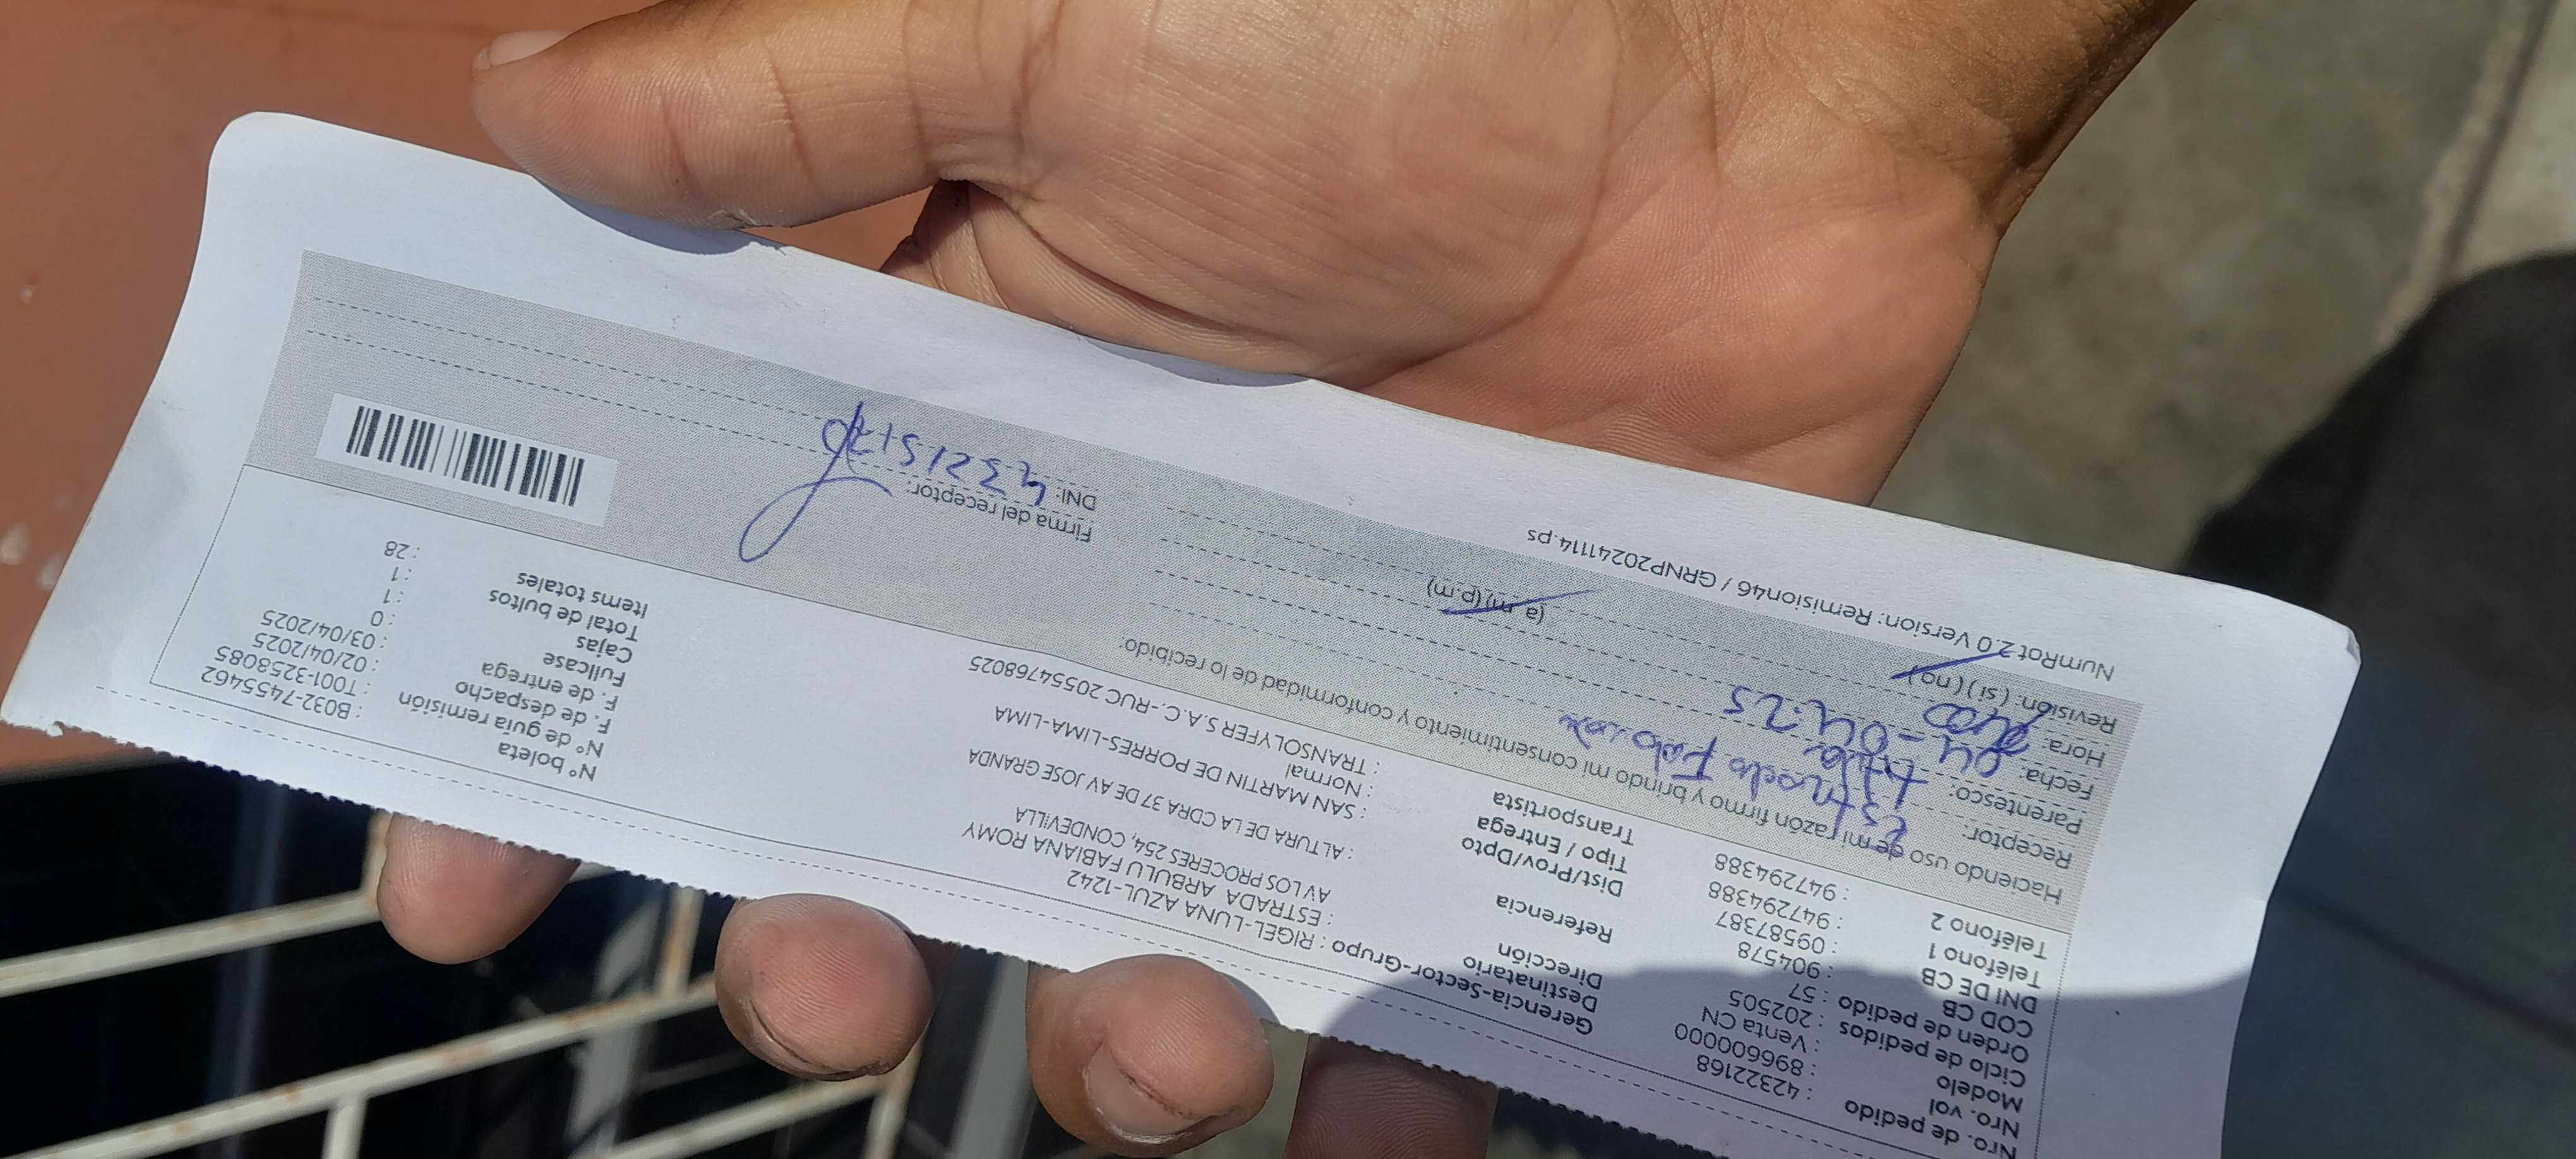 Nro. de pedido : 42322168
Nro. vol : 896600000
Modelo : Venta CN
Ciclo de pedidos : 202505
Orden de pedido : 57
COD CB : 904578
DNI DE CB : 09587387
Teléfono 1 : 947294388
Teléfono 2 : 947294388
Gerencia-Sector-Grupo : RIGEL-LUNA AZUL-1242
Destinatario : ESTRADA ARBULU FABIANA ROMY
Dirección AV LOS PROCERES 254, CONDEVILLA
Referencia : ALTURA DE LA CDRA 37 DE AV JOSE GRANDA
Dist/Prov/Dpto : SAN MARTIN DE PORRES-LIMA-LIMA
Tipo / Entrega : Normal
Transportista : TRANSOLYFER S.A.C.-RUC 20554768025
N° boleta : B032-7455462
N° de guía remisión : T001-3258085
F. de despacho : 02/04/2025
F. de entrega : 03/04/2025
Fullcase : 0
Cajas : 1
Total de bultos : 1
Items totales : 28
Haciendo uso de mi razón firmo y brindo mi consentimiento y conformidad de lo recibido:
Receptor:
Parentesco:
Fecha: 04-04-25
Hora: (a.m) (p.m)
Revisión: (si) (no)
Firma del receptor:
DNI:
NumRot 2.0 Version: Remision46 / GRNP20241114.ps